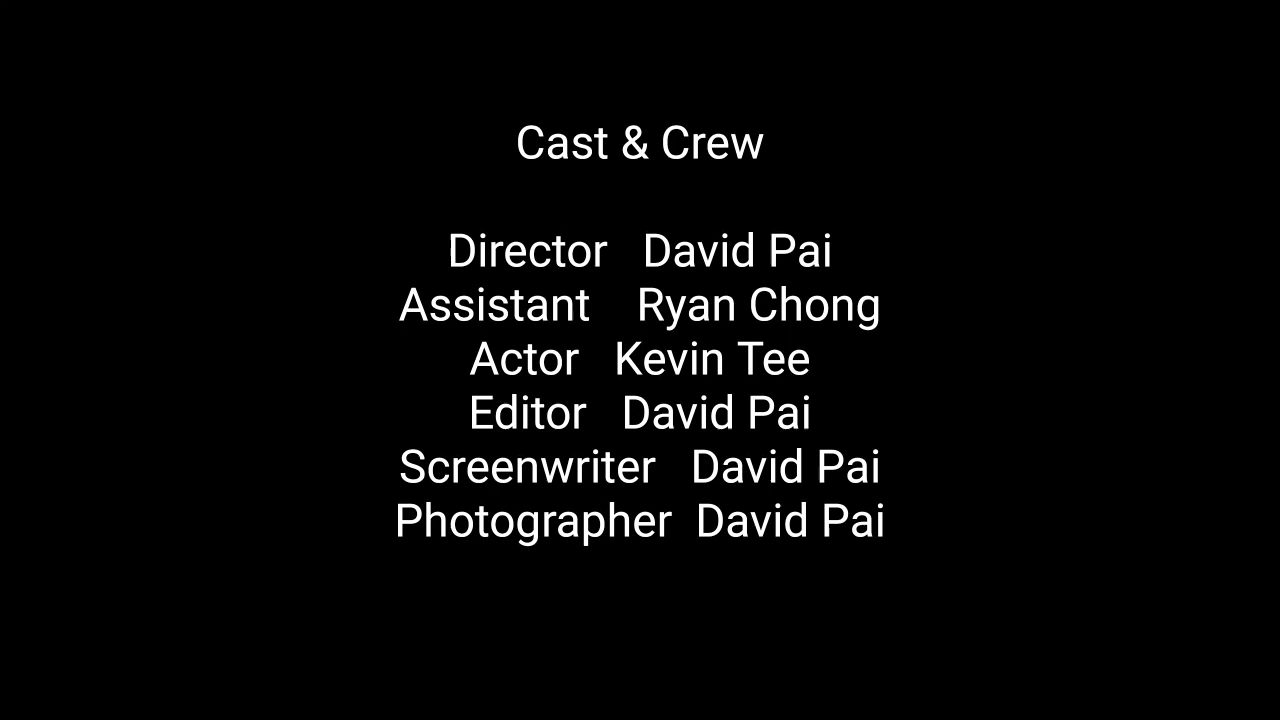 Cast & Crew
Director David Pai
Assistant Ryan Chong
Actor Kevin Tee
Editor David Pai
Screenwriter David Pai
Photographer David Pai